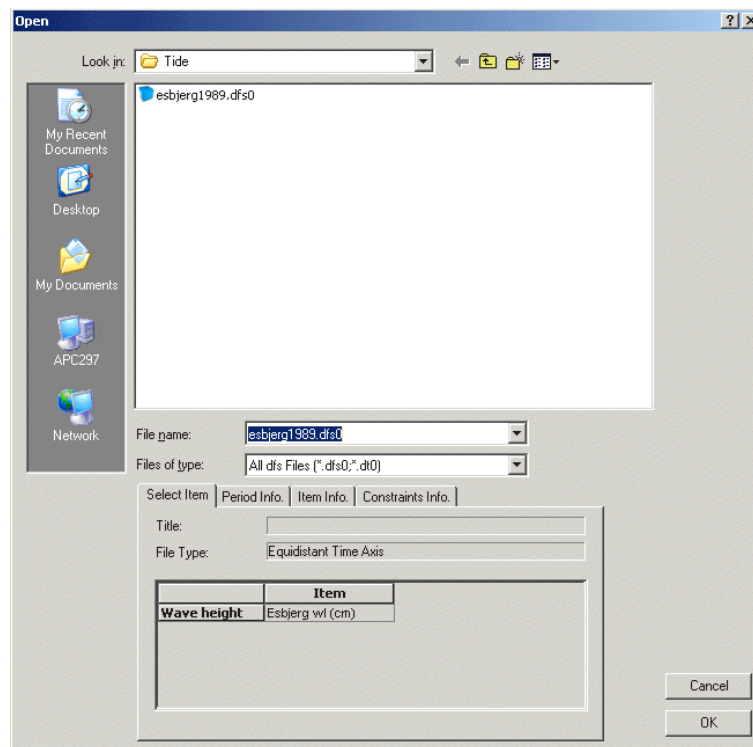 Open
Look in: Tide
esbjerg1989.dfs0
My Recent
Documents
Desktop
My Documents
APC297
Network
File name: esbjerg1989.dfs0
Files of type: All dfs Files (*.dfs0;*.dt0)
Select Item Period Info. Item Info. Constraints Info.
Title:
File Type: Equidistant Time Axis
Item
Wave height Esbjerg wl (cm)
Cancel
OK